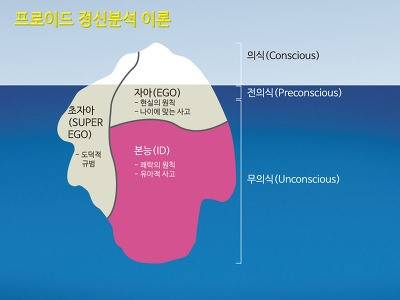 프로이드 정신분석 이론
의식(Conscious)
자아(EGO)
- 현실의 원칙
- 나이에 맞는 사고
전의식(Preconscious)
초자아
(SUPER
EGO)
- 도덕적
규범
본능(ID)
- 쾌락의 원칙
- 유아적 사고
무의식(Unconscious)